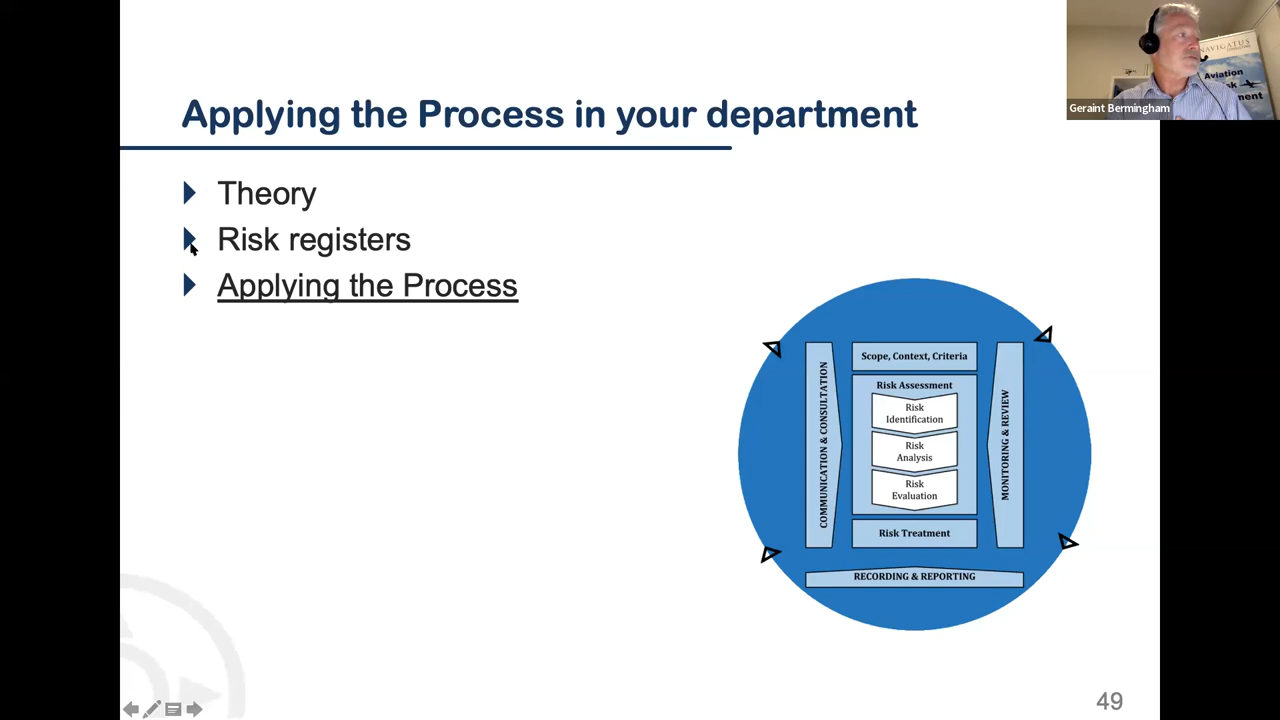 Applying the Process in your department
Theory
Risk registers
Applying the Process
NAVIGATUS
Aviation
Geraint Bermingham
Scope, Context, Criteria
Risk Assessment
Risk
Identification
Risk
Analysis
Risk
Evaluation
Risk Treatment
COMMUNICATION & CONSULTATION
MONITORING & REVIEW
RECORDING & REPORTING
49